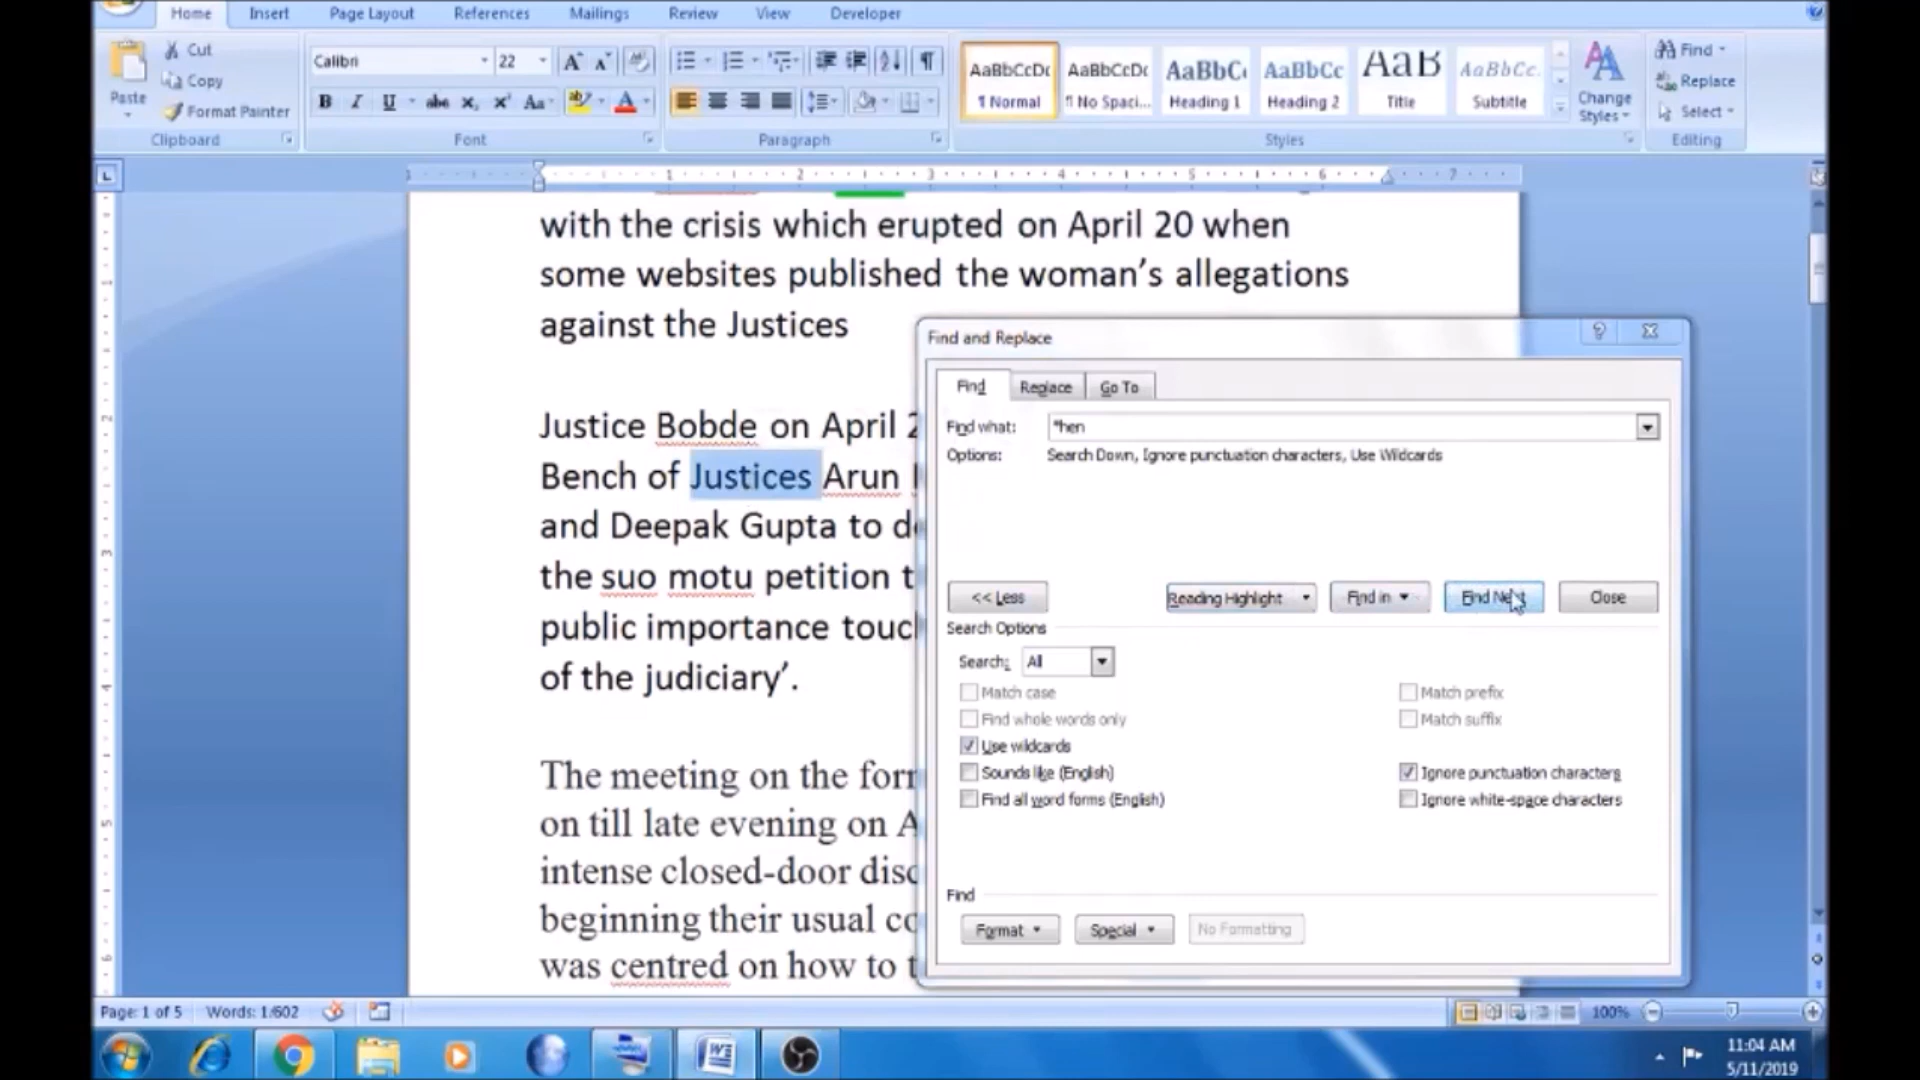 Home Insert Page Layout References Mailings Review View Developer
Paste
Cut
Copy
Format Painter
Clipboard
Calibri 22
Font
Paragraph
AaBbCcDc AaBbCcDc AaBbC AaBbCc AaB AaBbCc.
¶ Normal ¶ No Spaci... Heading 1 Heading 2 Title Subtitle
Styles
Change
Styles
Find
Replace
Select
Editing
1 1 2 3 4 5 6 7
with the crisis which erupted on April 20 when
some websites published the woman’s allegations
against the Justices
Justice Bobde on April 2
Bench of Justices Arun
and Deepak Gupta to
the suo motu petition
public importance
of the judiciary’.
The meeting on the
on till late evening on
intense closed-door
beginning their usual
was centred on how to
Find and Replace
Find Replace Go To
Find what: *hen
Options: Search Down, Ignore punctuation characters, Use Wildcards
<< Less Reading Highlight Find in Find Next Close
Search Options
Search: All
Match case Match prefix
Find whole words only Match suffix
Use wildcards
Sounds like (English) Ignore punctuation characters
Find all word forms (English) Ignore white-space characters
Find
Format Special No Formatting
Page: 1 of 5 Words: 1,602 100%
11:04 AM
5/11/2019